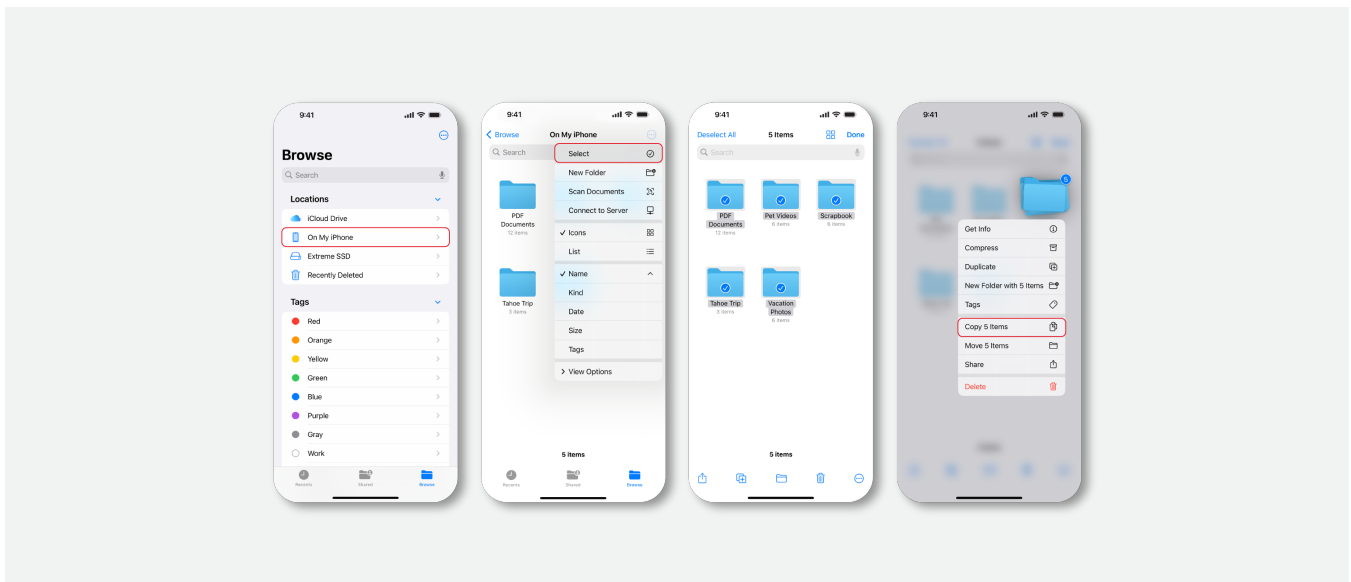 9:41
Browse
Search
Locations
iCloud Drive
On My iPhone
Extreme SSD
Recently Deleted
Tags
Red
Orange
Yellow
Green
Blue
Purple
Gray
Work
Recents
Shared
Browse
9:41
Browse
On My iPhone
Search
Select
New Folder
Scan Documents
Connect to Server
✓ Icons
List
✓ Name
Kind
Date
Size
Tags
> View Options
PDF
Documents
12 items
Tahoe Trip
3 items
5 items
Recents
Shared
Browse
9:41
Deselect All
5 Items
Done
Search
PDF
Documents
12 items
Pet Videos
6 items
Scrapbook
6 items
Tahoe Trip
3 items
Vacation
Photos
6 items
5 items
9:41
5
Get Info
Compress
Duplicate
New Folder with 5 Items
Tags
Copy 5 Items
Move 5 Items
Share
Delete